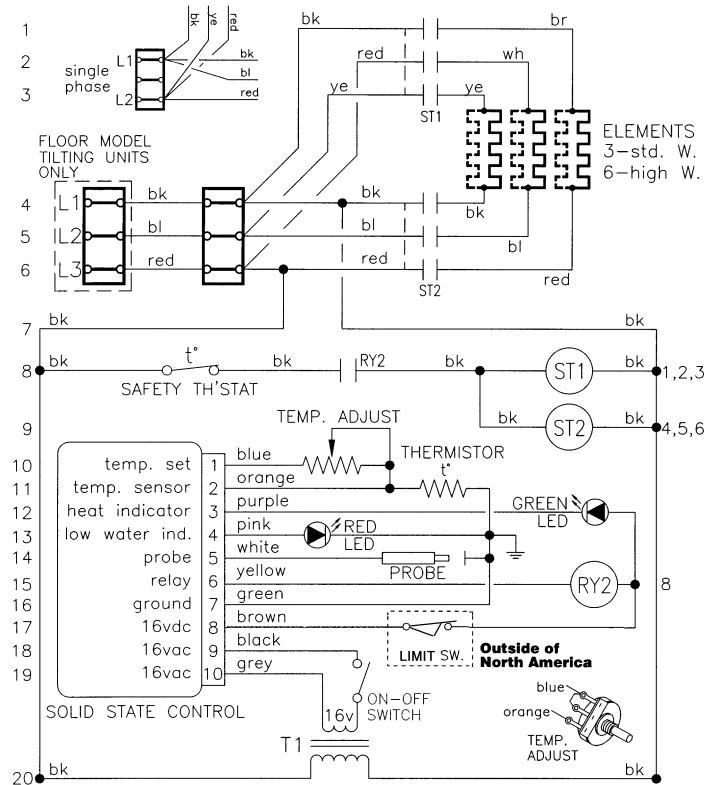 1
bk
ye
red
bk
br
2
single
phase
L1
bk
red
wh
bl
3
L2
red
ye
ye
ST1
FLOOR MODEL
TILTING UNITS
ONLY
ELEMENTS
3-std. W.
6-high W.
4
L1
bk
bk
bk
5
L2
bl
bl
bl
6
L3
red
red
red
ST2
7
bk
bk
8
bk
t°
bk
RY2
bk
ST1
bk
1,2,3
SAFETY TH'STAT
9
bk
ST2
bk
4,5,6
TEMP. ADJUST
10
temp. set
1
blue
THERMISTOR
t°
11
temp. sensor
2
orange
12
heat indicator
3
purple
GREEN
LED
13
low water ind.
4
pink
RED
LED
14
probe
5
white
PROBE
15
relay
6
yellow
RY2
8
16
ground
7
green
17
16vdc
8
brown
LIMIT SW.
Outside of
North America
18
16vac
9
black
19
16vac
10
grey
ON-OFF
SWITCH
SOLID STATE CONTROL
16v
T1
blue
orange
TEMP.
ADJUST
20
bk
bk